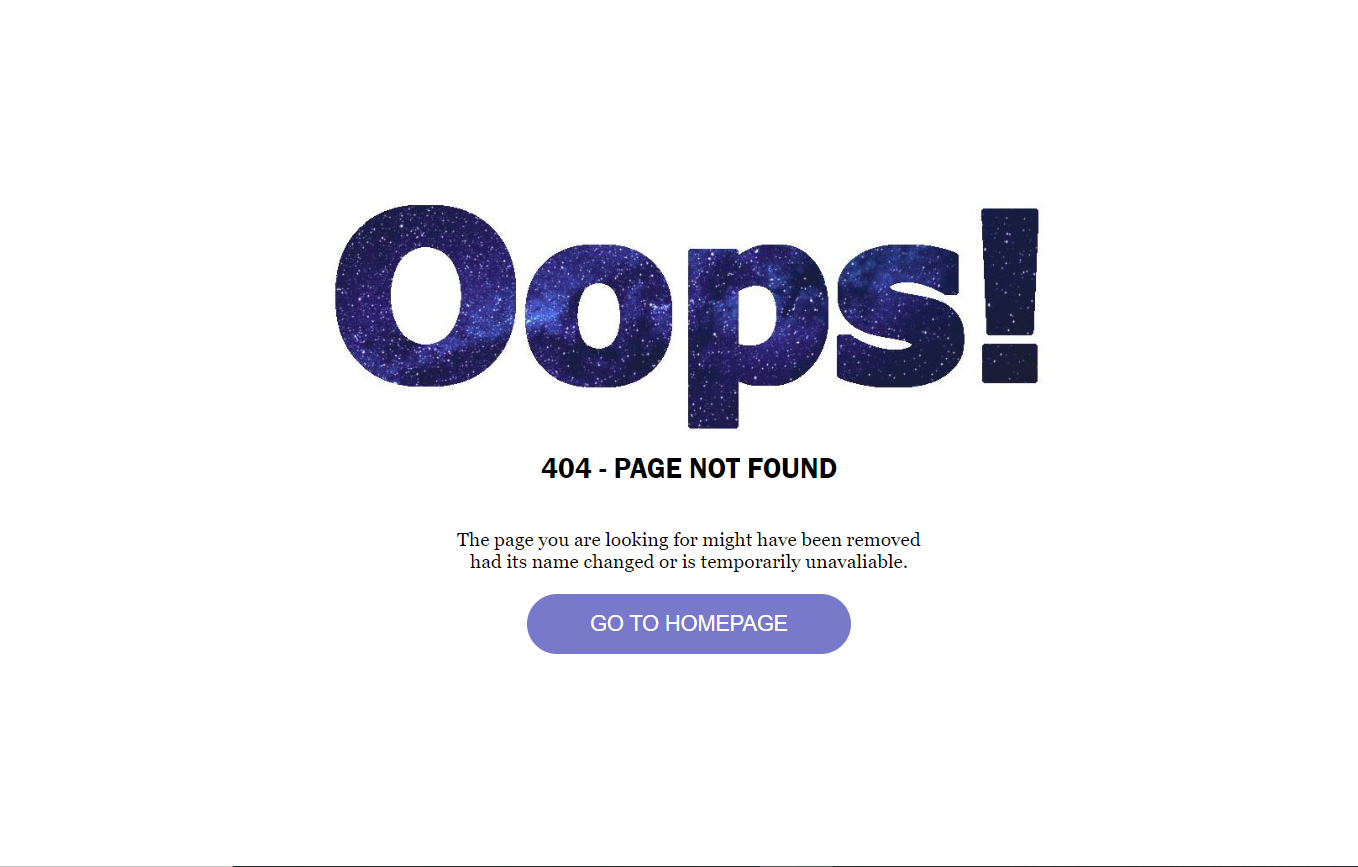 Oops!
404 - PAGE NOT FOUND
The page you are looking for might have been removed
had its name changed or is temporarily unavaliable.
GO TO HOMEPAGE